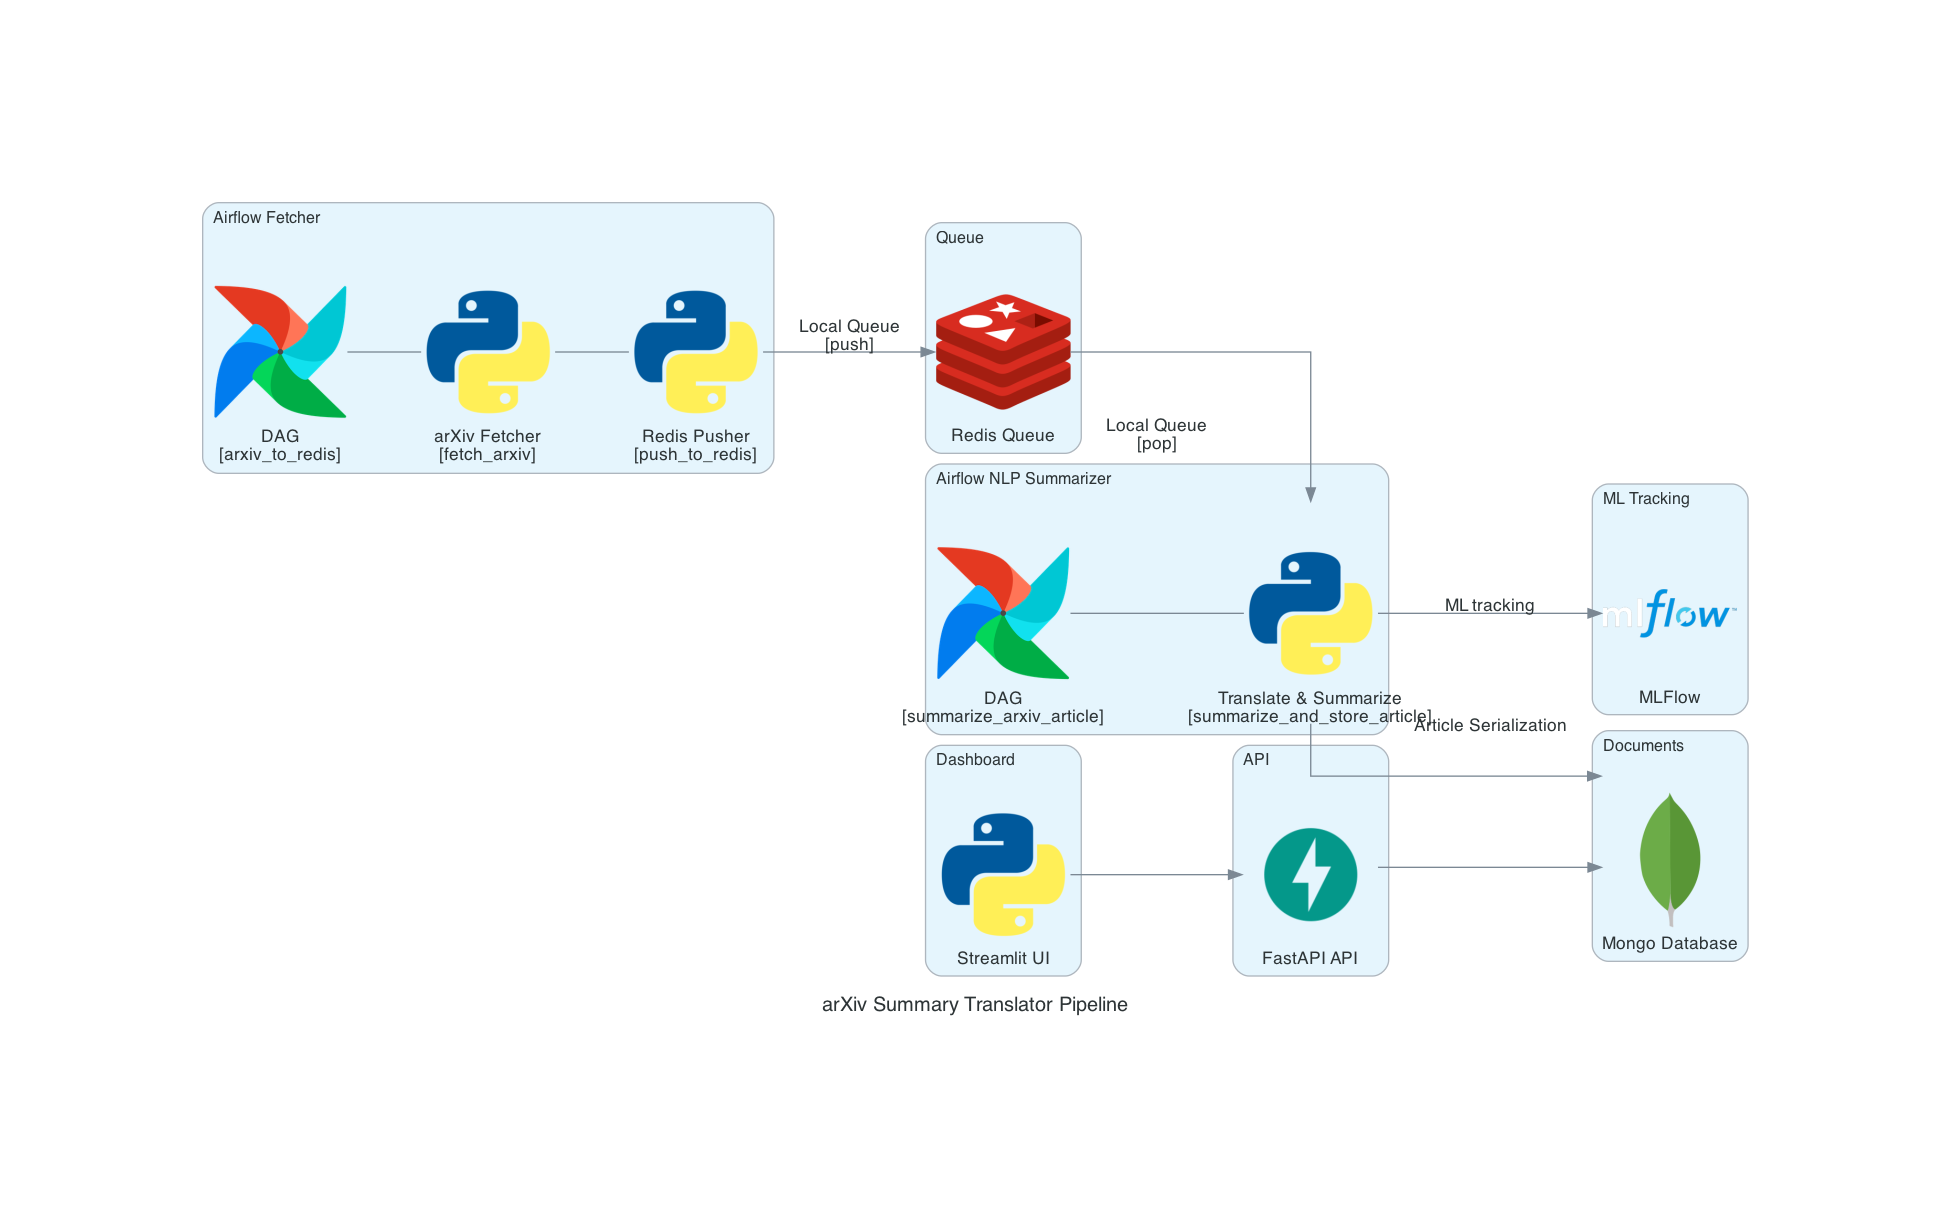 Airflow Fetcher
DAG
[arxiv_to_redis]
arXiv Fetcher
[fetch_arxiv]
Redis Pusher
[push_to_redis]
Local Queue
[push]
Queue
Redis Queue
Local Queue
[pop]
Airflow NLP Summarizer
DAG
[summarize_arxiv_article]
Translate & Summarize
[summarize_and_store_article]
ML tracking
ML Tracking
mlflow™
MLFlow
Article Serialization
Dashboard
Streamlit UI
API
FastAPI API
Documents
Mongo Database
arXiv Summary Translator Pipeline